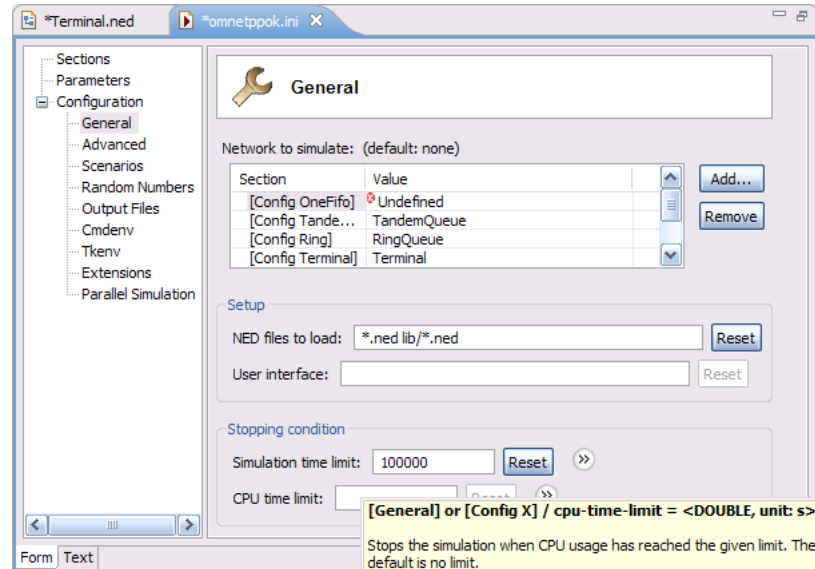 *Terminal.ned
*omnetppok.ini
Sections
Parameters
Configuration
General
Advanced
Scenarios
Random Numbers
Output Files
Cmdenv
Tkenv
Extensions
Parallel Simulation
General
Network to simulate: (default: none)
Section Value
[Config OneFifo] Undefined
[Config Tande... TandemQueue
[Config Ring] RingQueue
[Config Terminal] Terminal
Add...
Remove
Setup
NED files to load: *.ned lib/*.ned Reset
User interface: Reset
Stopping condition
Simulation time limit: 100000 Reset
CPU time limit: Reset
[General] or [Config X] / cpu-time-limit = <DOUBLE, unit: s>
Stops the simulation when CPU usage has reached the given limit. The
default is no limit.
Form Text